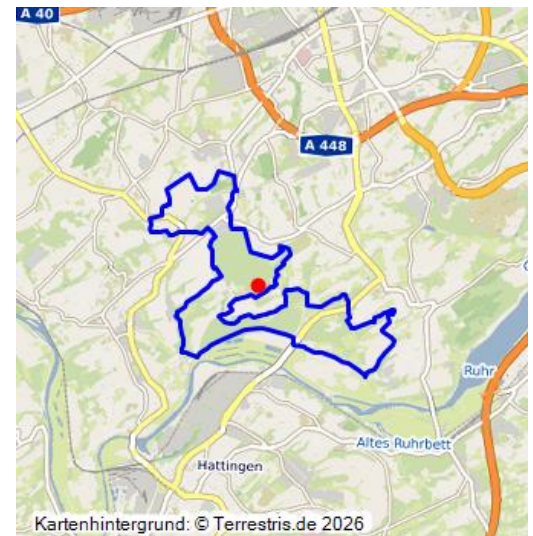 A 40
A 448
Ruhr
Altes Ruhrbett
Hattingen
Kartenhintergrund: © Terrestris.de 2026